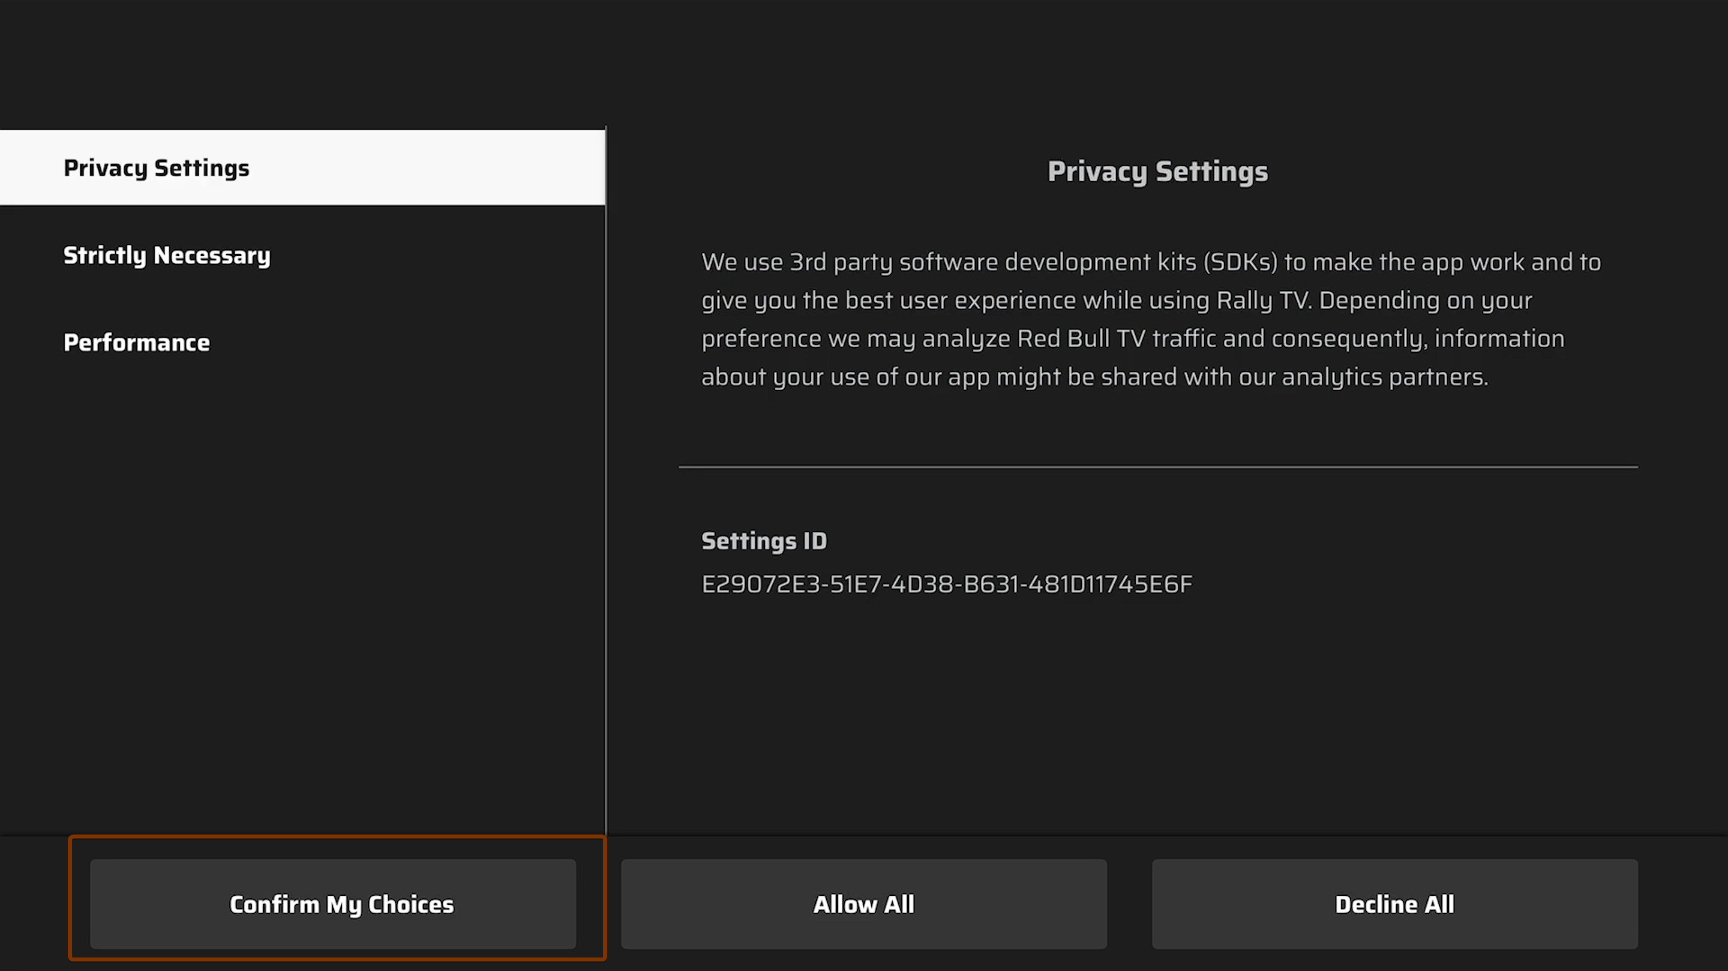 Privacy Settings
Strictly Necessary
Performance
Privacy Settings
We use 3rd party software development kits (SDKs) to make the app work and to
give you the best user experience while using Rally TV. Depending on your
preference we may analyze Red Bull TV traffic and consequently, information
about your use of our app might be shared with our analytics partners.
Settings ID
E29072E3-51E7-4D38-B631-481D11745E6F
Confirm My Choices
Allow All
Decline All